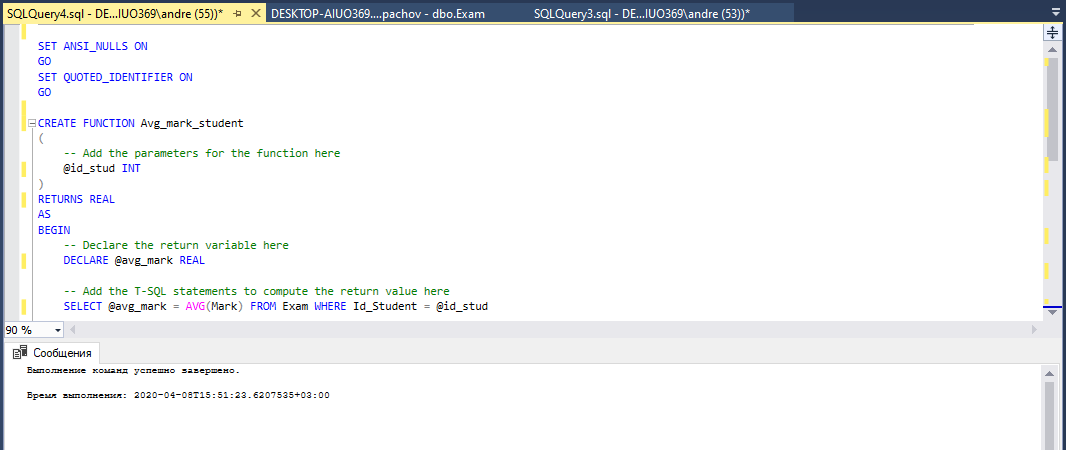 SQLQuery4.sql - DE...IUO369\andre (55))*
DESKTOP-AIUO369....pachov - dbo.Exam
SQLQuery3.sql - DE...IUO369\andre (53))*
SET ANSI_NULLS ON
GO
SET QUOTED_IDENTIFIER ON
GO
CREATE FUNCTION Avg_mark_student
(
-- Add the parameters for the function here
@id_stud INT
)
RETURNS REAL
AS
BEGIN
-- Declare the return variable here
DECLARE @avg_mark REAL
-- Add the T-SQL statements to compute the return value here
SELECT @avg_mark = AVG(Mark) FROM Exam WHERE Id_Student = @id_stud
90 %
Сообщения
Выполнение команд успешно завершено.
Время выполнения: 2020-04-08T15:51:23.6207535+03:00